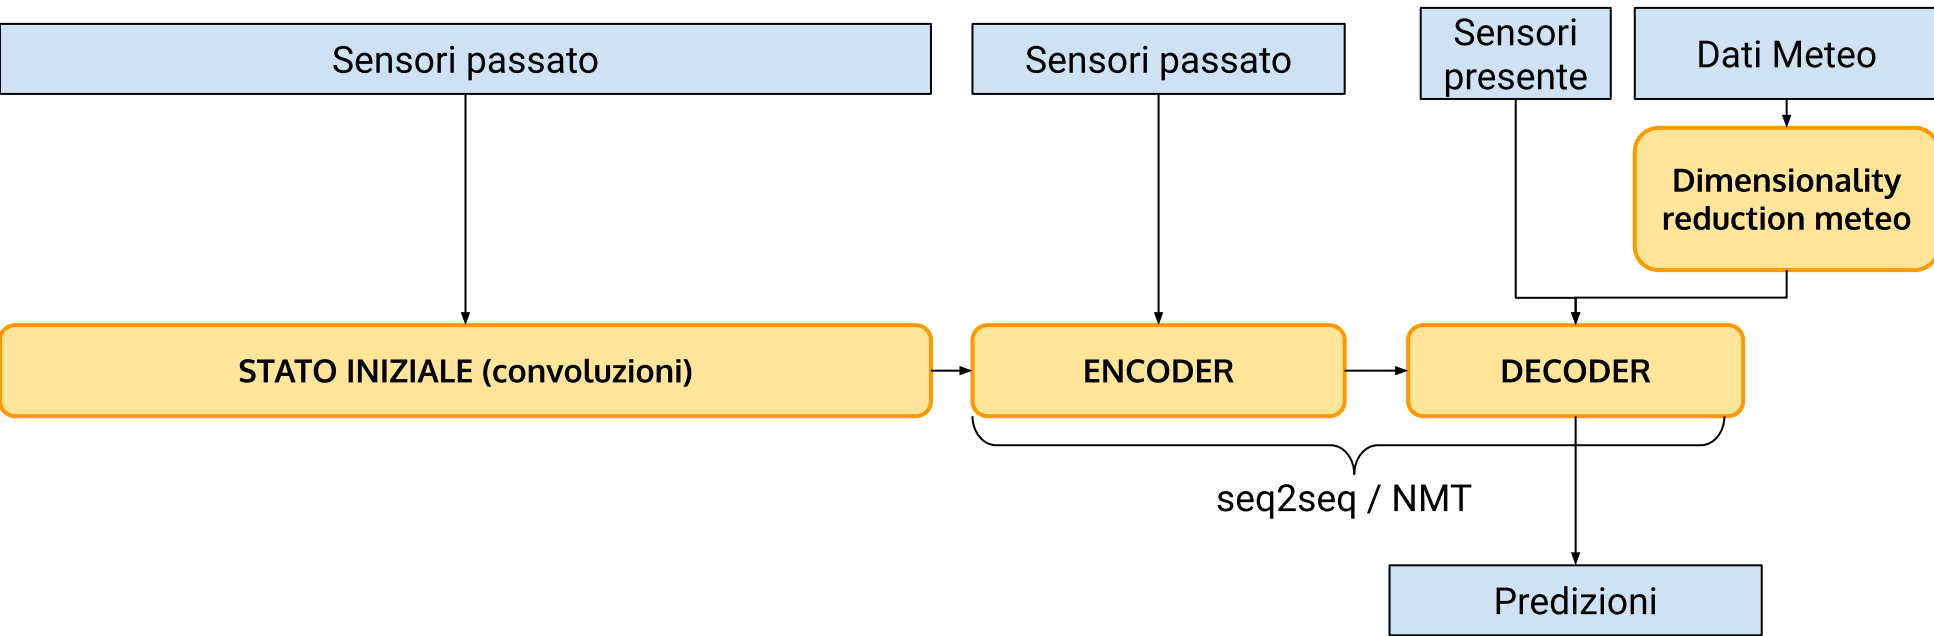 Sensori passato
Sensori passato
Sensori
presente
Dati Meteo
Dimensionality
reduction meteo
STATO INIZIALE (convoluzioni)
ENCODER
DECODER
seq2seq / NMT
Predizioni